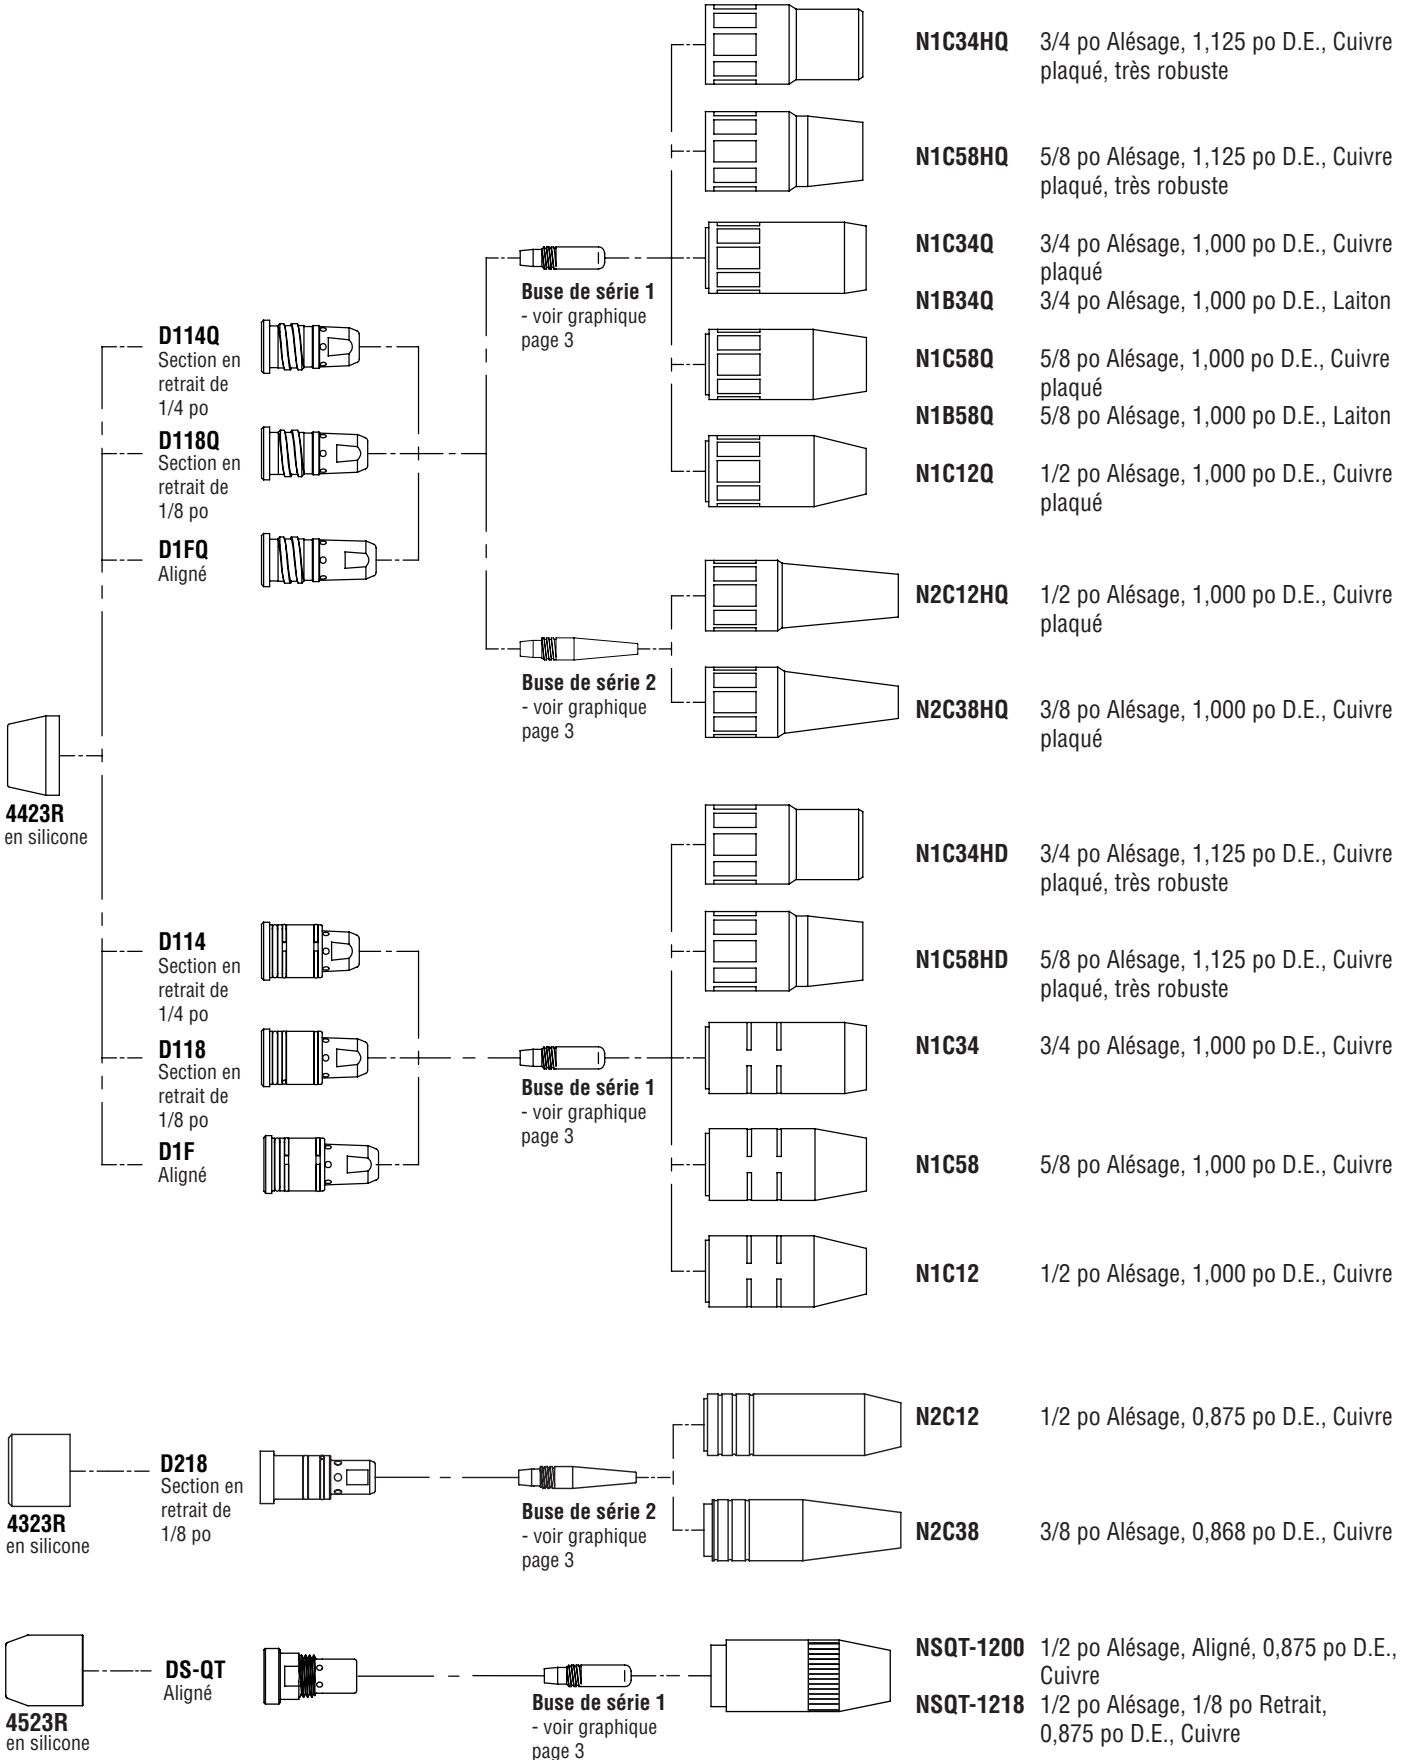 N1C34HQ 3/4 po Alésage, 1,125 po D.E., Cuivre
plaqué, très robuste
N1C58HQ 5/8 po Alésage, 1,125 po D.E., Cuivre
plaqué, très robuste
N1C34Q 3/4 po Alésage, 1,000 po D.E., Cuivre
plaqué
N1B34Q 3/4 po Alésage, 1,000 po D.E., Laiton
Buse de série 1
- voir graphique
page 3
D114Q
Section en
retrait de
1/4 po
N1C58Q 5/8 po Alésage, 1,000 po D.E., Cuivre
plaqué
N1B58Q 5/8 po Alésage, 1,000 po D.E., Laiton
D118Q
Section en
retrait de
1/8 po
N1C12Q 1/2 po Alésage, 1,000 po D.E., Cuivre
plaqué
D1FQ
Aligné
N2C12HQ 1/2 po Alésage, 1,000 po D.E., Cuivre
plaqué
Buse de série 2
- voir graphique
page 3
N2C38HQ 3/8 po Alésage, 1,000 po D.E., Cuivre
plaqué
4423R
en silicone
N1C34HD 3/4 po Alésage, 1,125 po D.E., Cuivre
plaqué, très robuste
D114
Section en
retrait de
1/4 po
N1C58HD 5/8 po Alésage, 1,125 po D.E., Cuivre
plaqué, très robuste
D118
Section en
retrait de
1/8 po
N1C34 3/4 po Alésage, 1,000 po D.E., Cuivre
Buse de série 1
- voir graphique
page 3
D1F
Aligné
N1C58 5/8 po Alésage, 1,000 po D.E., Cuivre
N1C12 1/2 po Alésage, 1,000 po D.E., Cuivre
N2C12 1/2 po Alésage, 0,875 po D.E., Cuivre
D218
Section en
retrait de
1/8 po
4323R
en silicone
Buse de série 2
- voir graphique
page 3
N2C38 3/8 po Alésage, 0,868 po D.E., Cuivre
NSQT-1200 1/2 po Alésage, Aligné, 0,875 po D.E.,
Cuivre
NSQT-1218 1/2 po Alésage, 1/8 po Retrait,
0,875 po D.E., Cuivre
DS-QT
Aligné
4523R
en silicone
Buse de série 1
- voir graphique
page 3